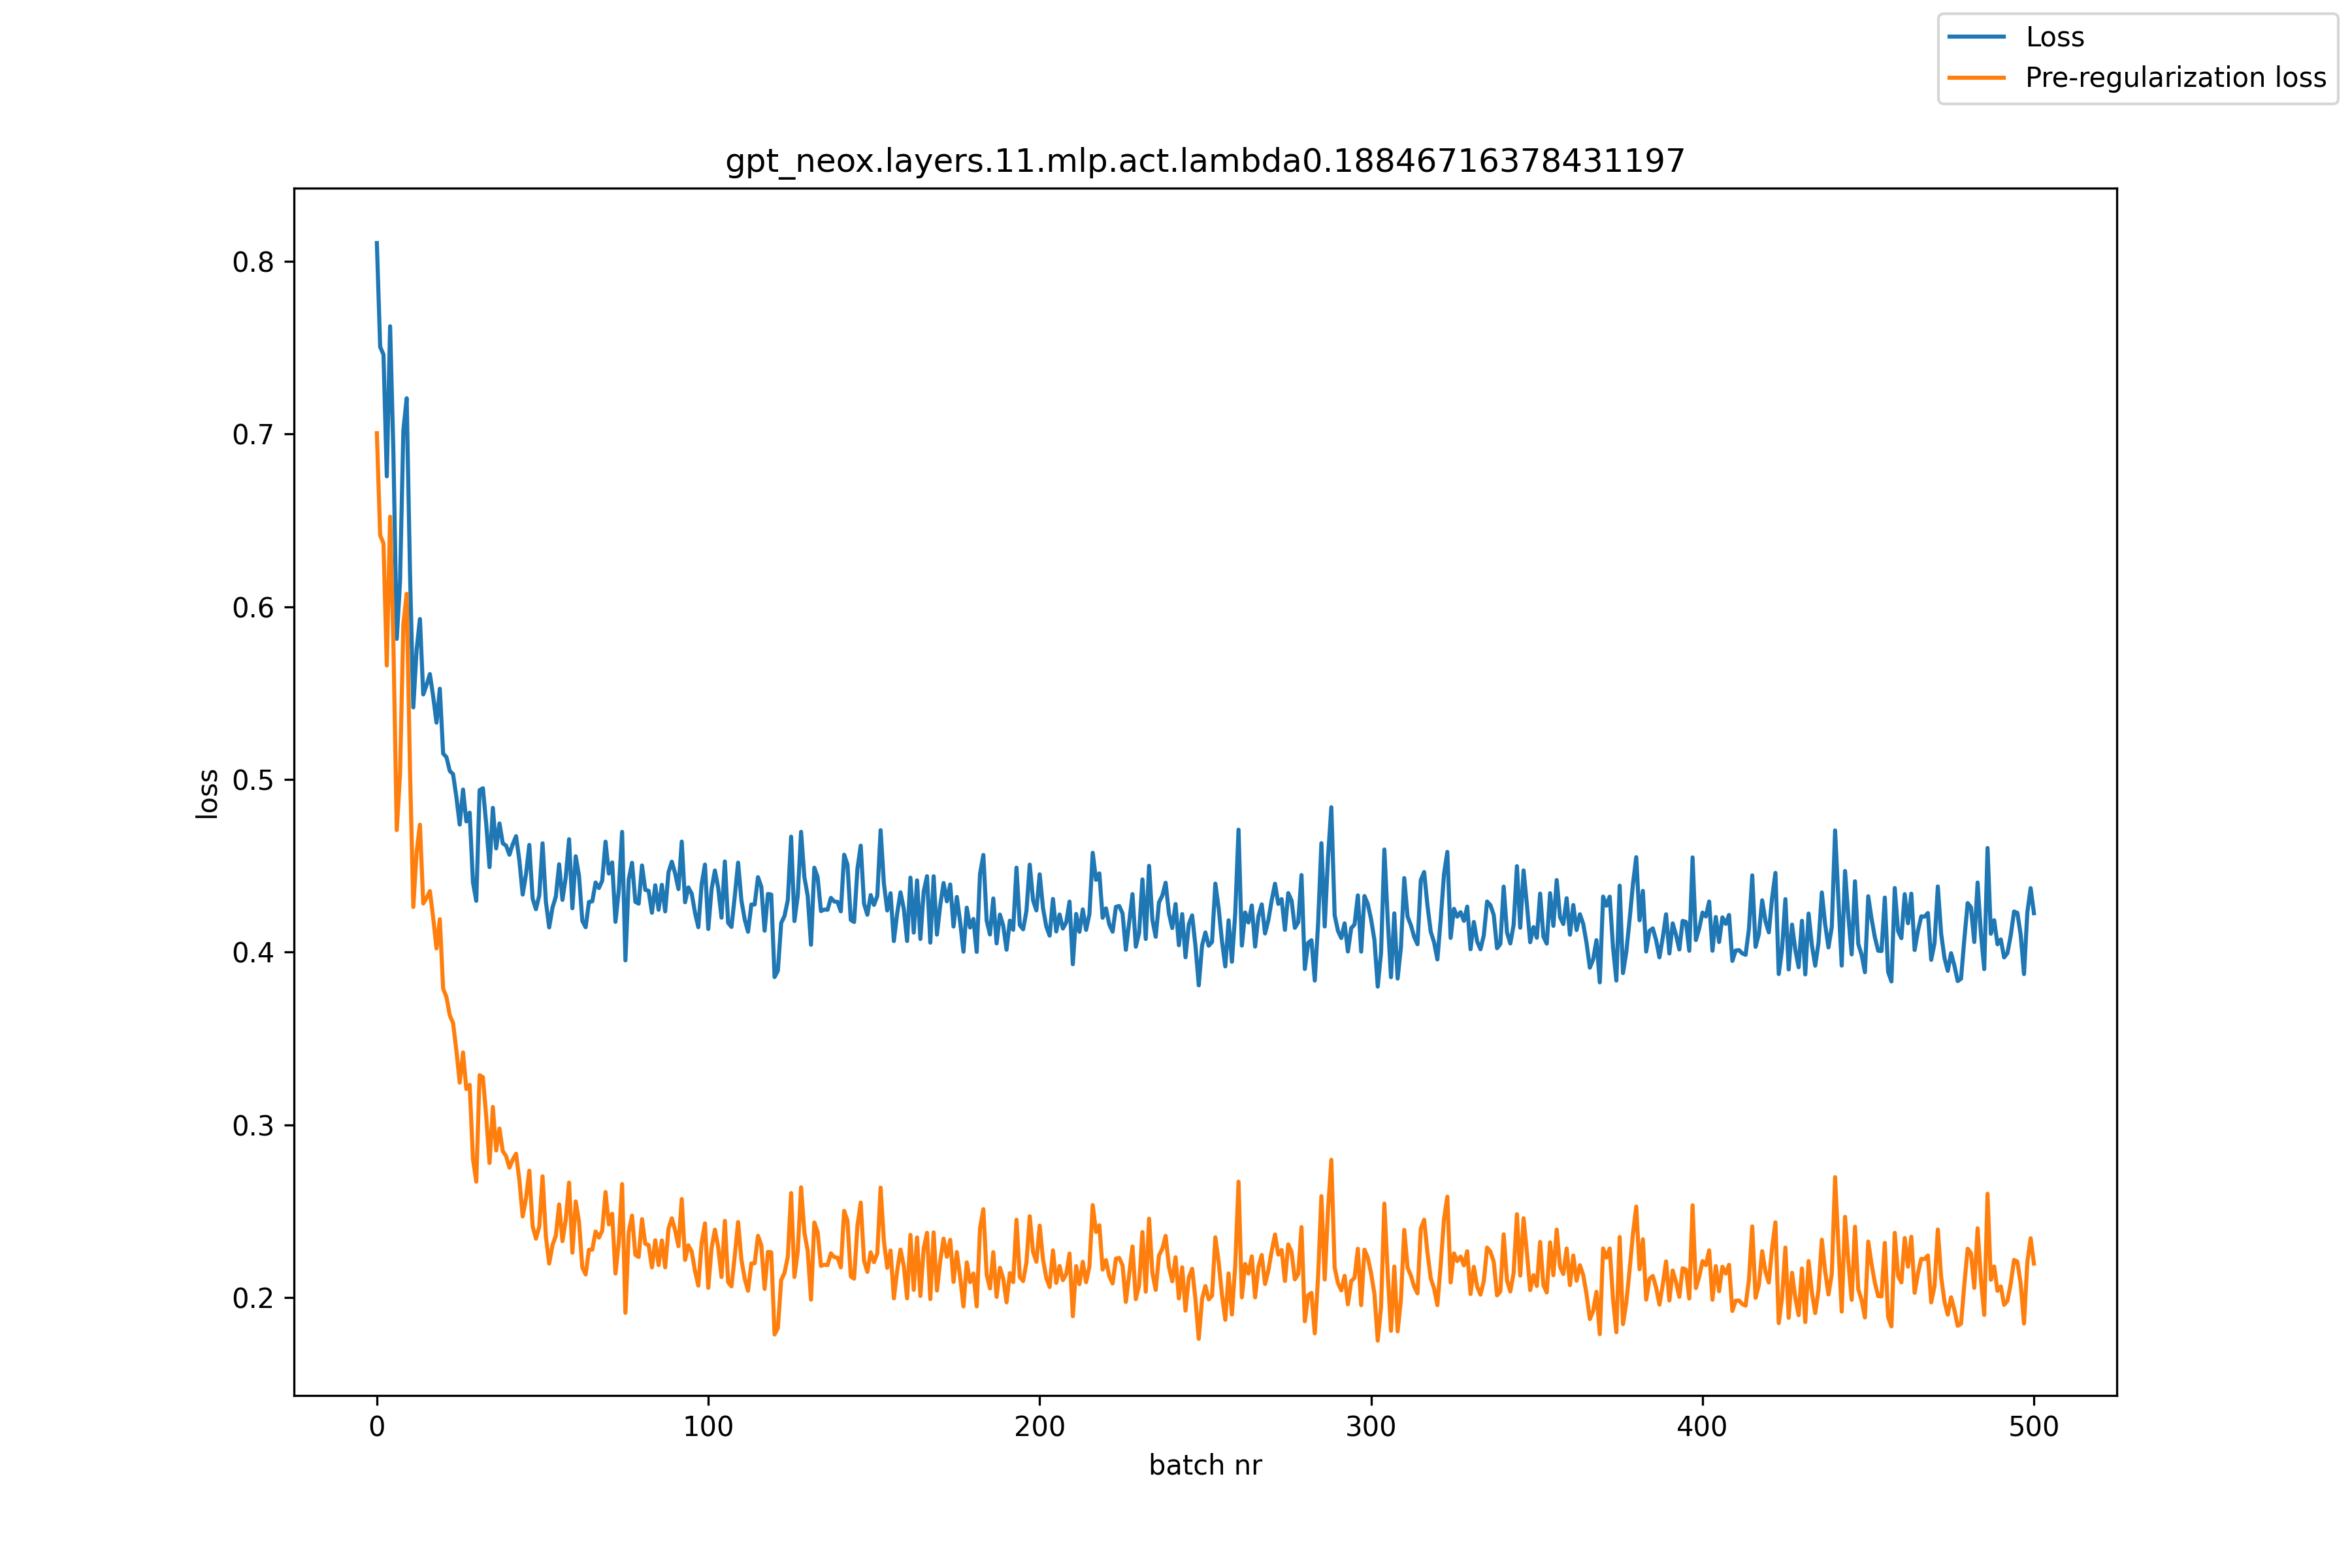 Loss
Pre-regularization loss
gpt_neox.layers.11.mlp.act.lambda0.18846716378431197
0.8
0.7
0.6
0.5
0.4
0.3
0.2
loss
0 100 200 300 400 500
batch nr